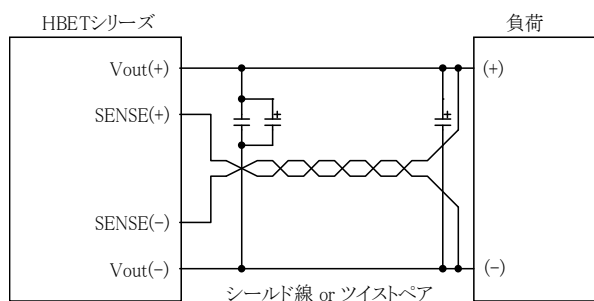 HBETシリーズ
負荷
Vout(+)
(+)
SENSE(+)
+
+
SENSE(−)
Vout(−)
(−)
シールド線 or ツイストペア